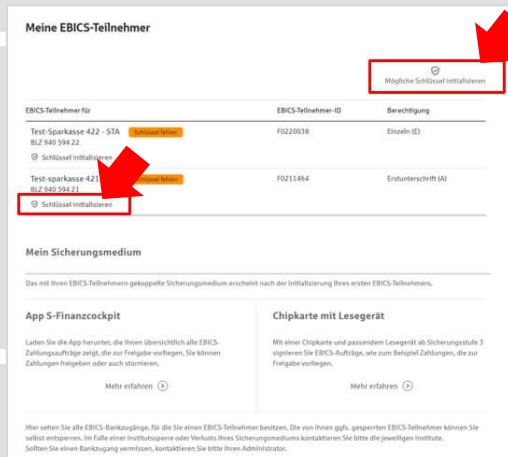 Meine EBICS-Teilnehmer
Mögliche Schlüssel initialisieren
EBICS-Teilnehmer für EBICS-Teilnehmer-ID Berechtigung
Test-Sparkasse 422 - STA Schlüssel fehlen F0220038 Einzeln (E)
BLZ 940 594 22
Schlüssel initialisieren
Test-sparkasse 421 Schlüssel fehlen F0211464 Erstunterschrift (A)
BLZ 940 594 21
Schlüssel initialisieren
Mein Sicherungsmedium
Das mit Ihren EBICS-Teilnehmern gekoppelte Sicherungsmedium erscheint nach der Initialisierung Ihres ersten EBICS-Teilnehmers.
App S-Finanzcockpit
Laden Sie die App herunter, die Ihnen übersichtlich alle EBICS-
Zahlungsaufträge zeigt, die zur Freigabe vorliegen. Sie können
Zahlungen freigeben oder auch stornieren.
Mehr erfahren
Chipkarte mit Lesegerät
Mit einer Chipkarte und passendem Lesegerät ab Sicherungsstufe 3
signieren Sie EBICS-Aufträge, wie zum Beispiel Zahlungen, die zur
Freigabe vorliegen.
Mehr erfahren
Hier sehen Sie alle EBICS-Bankzugänge, für die Sie einen EBICS-Teilnehmer besitzen. Die von Ihnen ggfs. gesperrten EBICS-Teilnehmer können Sie
selbst entsperren. Im Falle einer Institutssperre oder Verlusts Ihres Sicherungsmediums kontaktieren Sie bitte die jeweiligen Institute.
Sollten Sie einen Bankzugang vermissen, kontaktieren Sie bitte Ihren Administrator.